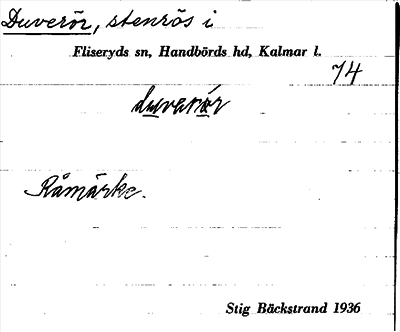 Duverör, stenrös i
Fliseryds sn, Handbörds hd, Kalmar l.
74
duverör
Råmärke.
Stig Bäckstrand 1936